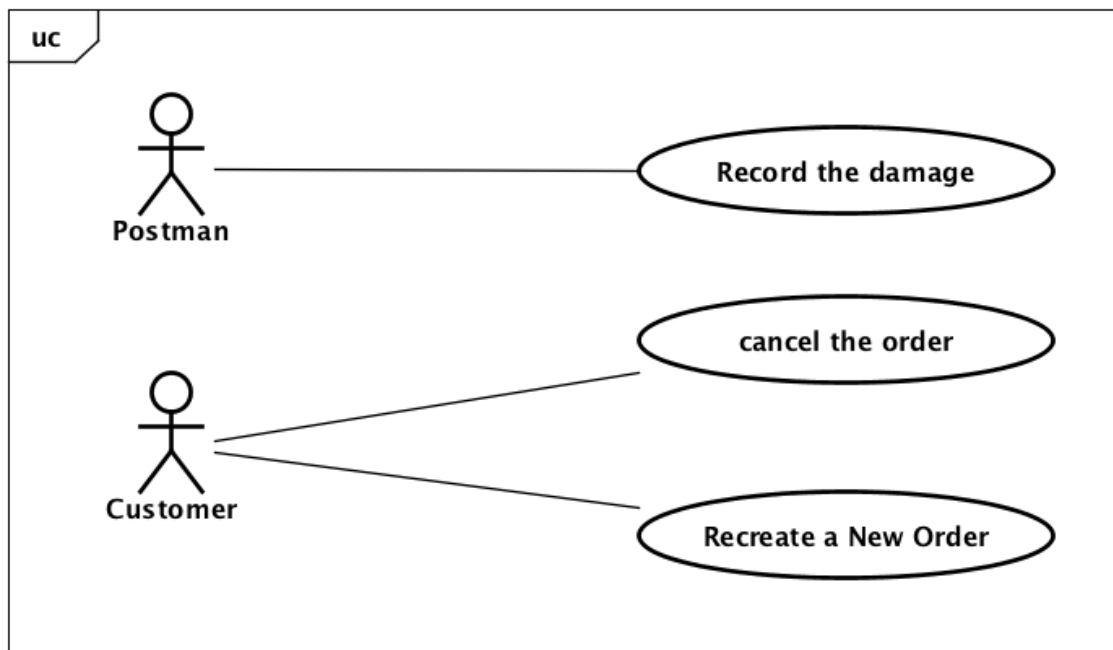 uc
Record the damage
Postman
cancel the order
Customer
Recreate a New Order